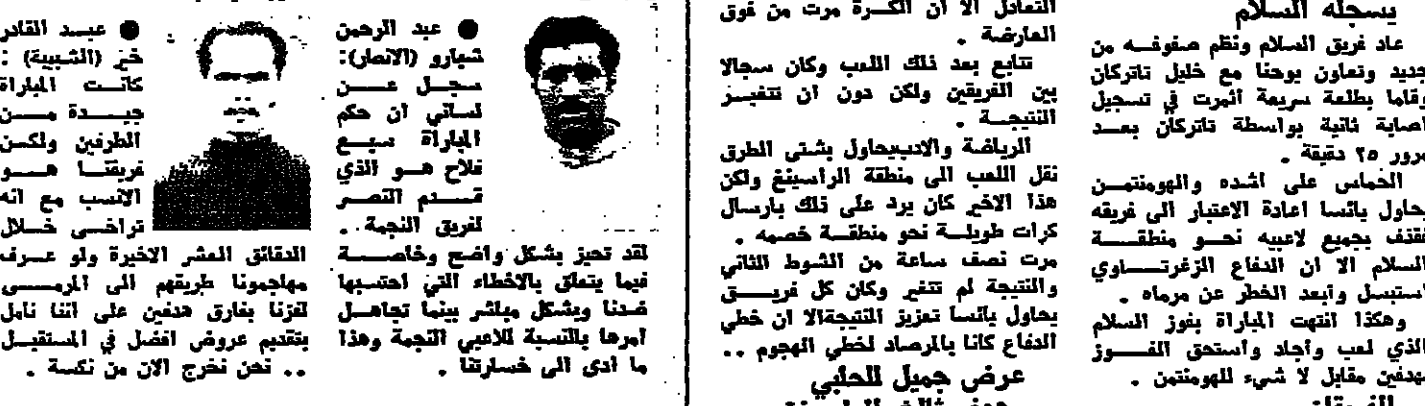 يسجله السلام
عاد فريق السلام ونظم صفوفه من
جديد وتعاون يوحنا مع خليل تاتركان
وقاما بطلعة سريعة اثمرت في تسجيل
اصابة ثانية بواسطة تاتركان بعد
مرور ٢٥ دقيقة .
الحماس على اشده والهومنتمن
يحاول يائسا اعادة الاعتبار الى فريقه
فقذف بجميع لاعبيه نحو منطقة
السلام الا ان الدفاع الزغرتاوي
استبسل وأبعد الخطر عن مرماه .
وهكذا انتهت المباراة بفوز السلام
الذي لعب وأجاد واستحق الفوز
بهدفين مقابل لا شيء للهومنتمن .
التعادل الا ان الكرة مرت من فوق
العارضة .
تتابع بعد ذلك اللعب وكان سجالا
بين الفريقين ولكن دون ان تتغير
النتيجة .
الرياضة والادبيحاول بشتى الطرق
نقل اللعب الى منطقة الراسينغ ولكن
هذا الاخير كان يرد على ذلك بارسال
كرات طويلة نحو منطقة خصمه .
مرت نصف ساعة من الشوط الثاني
والنتيجة لم تتغير وكان كل فريق
يحاول يائسا تعزيز النتيجةالا ان خطي
الدفاع كانا بالمرصاد لخطي الهجوم ..
عرض جميل للحلبي
● عبد الرحمن
شبارو (الانصار):
سجل عن
لساني ان حكم
المباراة سبع
فلاح هو الذي
قدم النصر
لفريق النجمة .
لقد تحيز بشكل واضح وخاصة
فيما يتعلق بالاخطاء التي احتسبها
ضدنا وبشكل مباشر بينما تجاهل
امرها بالنسبة للاعبي النجمة وهذا
ما ادى الى خسارتنا .
● عبد القادر
خير (الشبيبة) :
كانت المباراة
جيدة من
الطرفين ولكن
فريقنا هو
الانسب مع انه
تراخى خلال
الدقائق العشر الاخيرة ولو عرف
مهاجمونا طريقهم الى المرمى
لفزنا بفارق هدفين على اننا نامل
بتقديم عروض افضل في المستقبل
.. نحن نخرج الان من نكسة .